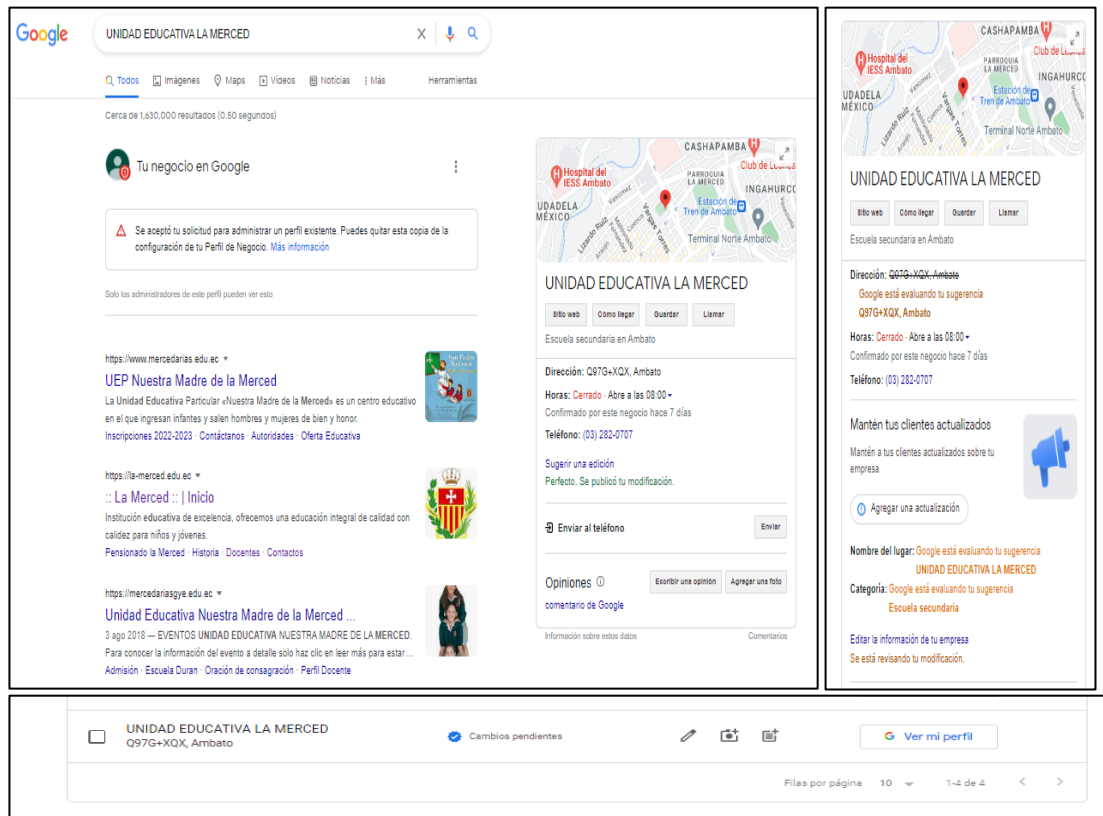 Google
UNIDAD EDUCATIVA LA MERCED
Todos Imágenes Maps Videos Noticias Más Herramientas
Cerca de 1,630,000 resultados (0.50 segundos)
Tu negocio en Google
Se aceptó tu solicitud para administrar un perfil existente. Puedes quitar esta copia de la
configuración de tu Perfil de Negocio. Más información
Solo los administradores de este perfil pueden ver esto
https://www.mercedarias.edu.ec
UEP Nuestra Madre de la Merced
La Unidad Educativa Particular «Nuestra Madre de la Merced» es un centro educativo
en el que ingresan infantes y salen hombres y mujeres de bien y honor.
Inscripciones 2022-2023 · Contáctanos · Autoridades · Oferta Educativa
https://la-merced.edu.ec
:: La Merced :: | Inicio
Institución educativa de excelencia, ofrecemos una educación integral de calidad con
calidez para niños y jóvenes.
Pensionado la Merced · Historia · Docentes · Contactos
https://mercedariasgye.edu.ec
Unidad Educativa Nuestra Madre de la Merced ...
3 ago 2018 — EVENTOS UNIDAD EDUCATIVA NUESTRA MADRE DE LA MERCED.
Para conocer la información del evento a detalle solo haz clic en leer más para estar ...
Admisión · Escuela Duran · Oración de consagración · Perfil Docente
CASHAPAMBA
Club de Leones
Hospital del
IESS Ambato
PARROQUIA
LA MERCED
INGAHURCO
UDADELA
MÉXICO
Estación de
Tren de Ambato
Vargas Torres
Lizardo Ruiz
Terminal Norte Ambato
UNIDAD EDUCATIVA LA MERCED
Sitio web Cómo llegar Guardar Llamar
Escuela secundaria en Ambato
Dirección: Q97G+XQX, Ambato
Horas: Cerrado · Abre a las 08:00
Confirmado por este negocio hace 7 días
Teléfono: (03) 282-0707
Sugerir una edición
Perfecto. Se publicó tu modificación.
Enviar al teléfono Enviar
Opiniones Escribir una opinión Agregar una foto
comentario de Google
Información sobre estos datos Comentarios
CASHAPAMBA
Hospital del
IESS Ambato
PARROQUIA
LA MERCED
Club de
INGAHURCO
UDADELA
MÉXICO
Estación de
Tren de Ambato
Vargas Torres
Lizardo Ruiz
Terminal Norte Ambato
UNIDAD EDUCATIVA LA MERCED
Sitio web Cómo llegar Guardar Llamar
Escuela secundaria en Ambato
Dirección: Q97G+XQX, Ambato
Google está evaluando tu sugerencia
Q97G+XQX, Ambato
Horas: Cerrado · Abre a las 08:00
Confirmado por este negocio hace 7 días
Teléfono: (03) 282-0707
Mantén tus clientes actualizados
Mantén a tus clientes actualizados sobre tu
empresa
Agregar una actualización
Nombre del lugar: Google está evaluando tu sugerencia
UNIDAD EDUCATIVA LA MERCED
Categoría: Google está evaluando tu sugerencia
Escuela secundaria
Editar la información de tu empresa
Se está revisando tu modificación.
UNIDAD EDUCATIVA LA MERCED
Q97G+XQX, Ambato
Cambios pendientes
Ver mi perfil
Filas por página 10 1-4 de 4